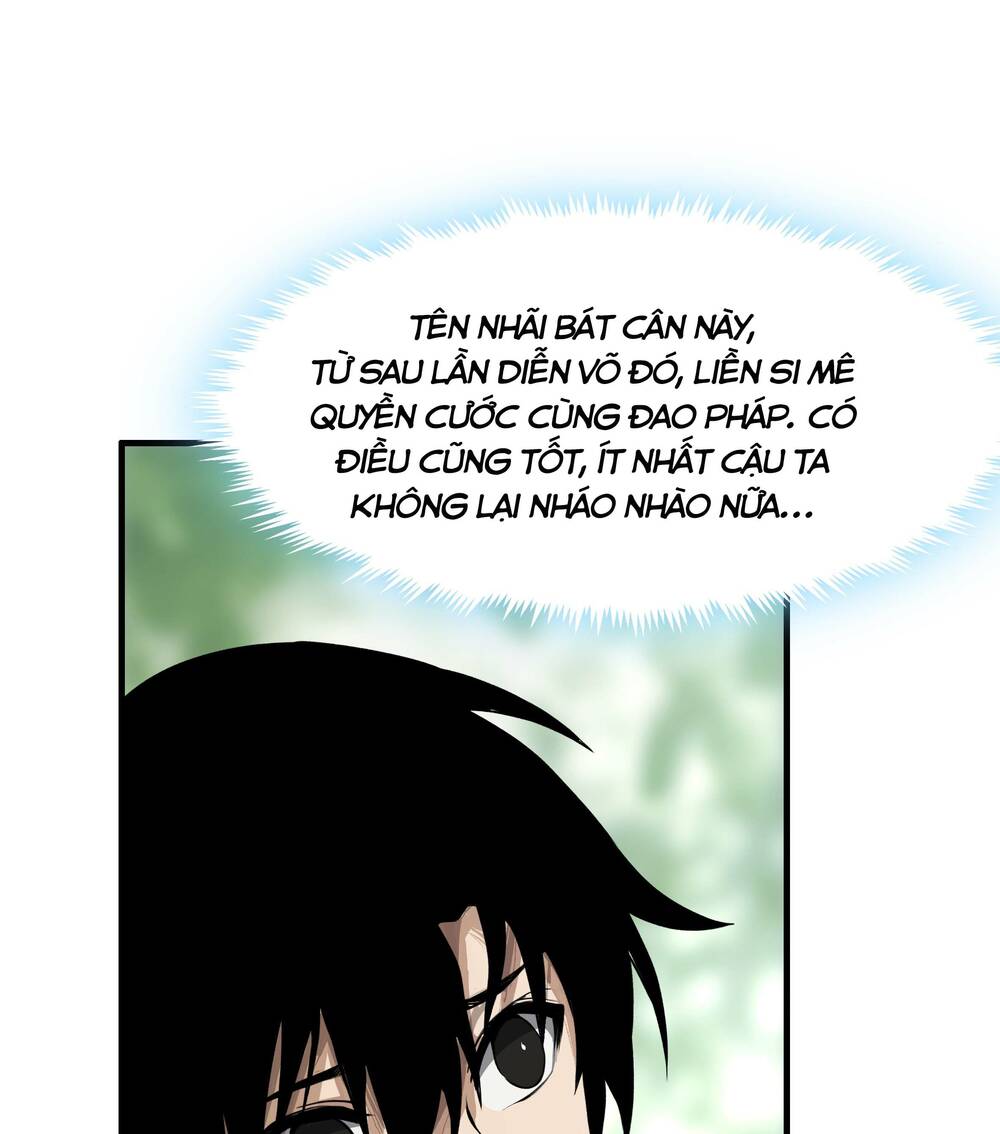 TÊN NHÃI BÁT CÂN NÀY,
TỪ SAU LẦN DIỄN VÕ ĐÓ, LIỀN SI MÊ
QUYỀN CƯỚC CÙNG ĐAO PHÁP. CÓ
ĐIỀU CŨNG TỐT, ÍT NHẤT CẬU TA
KHÔNG LẠI NHÁO NHÀO NỮA...